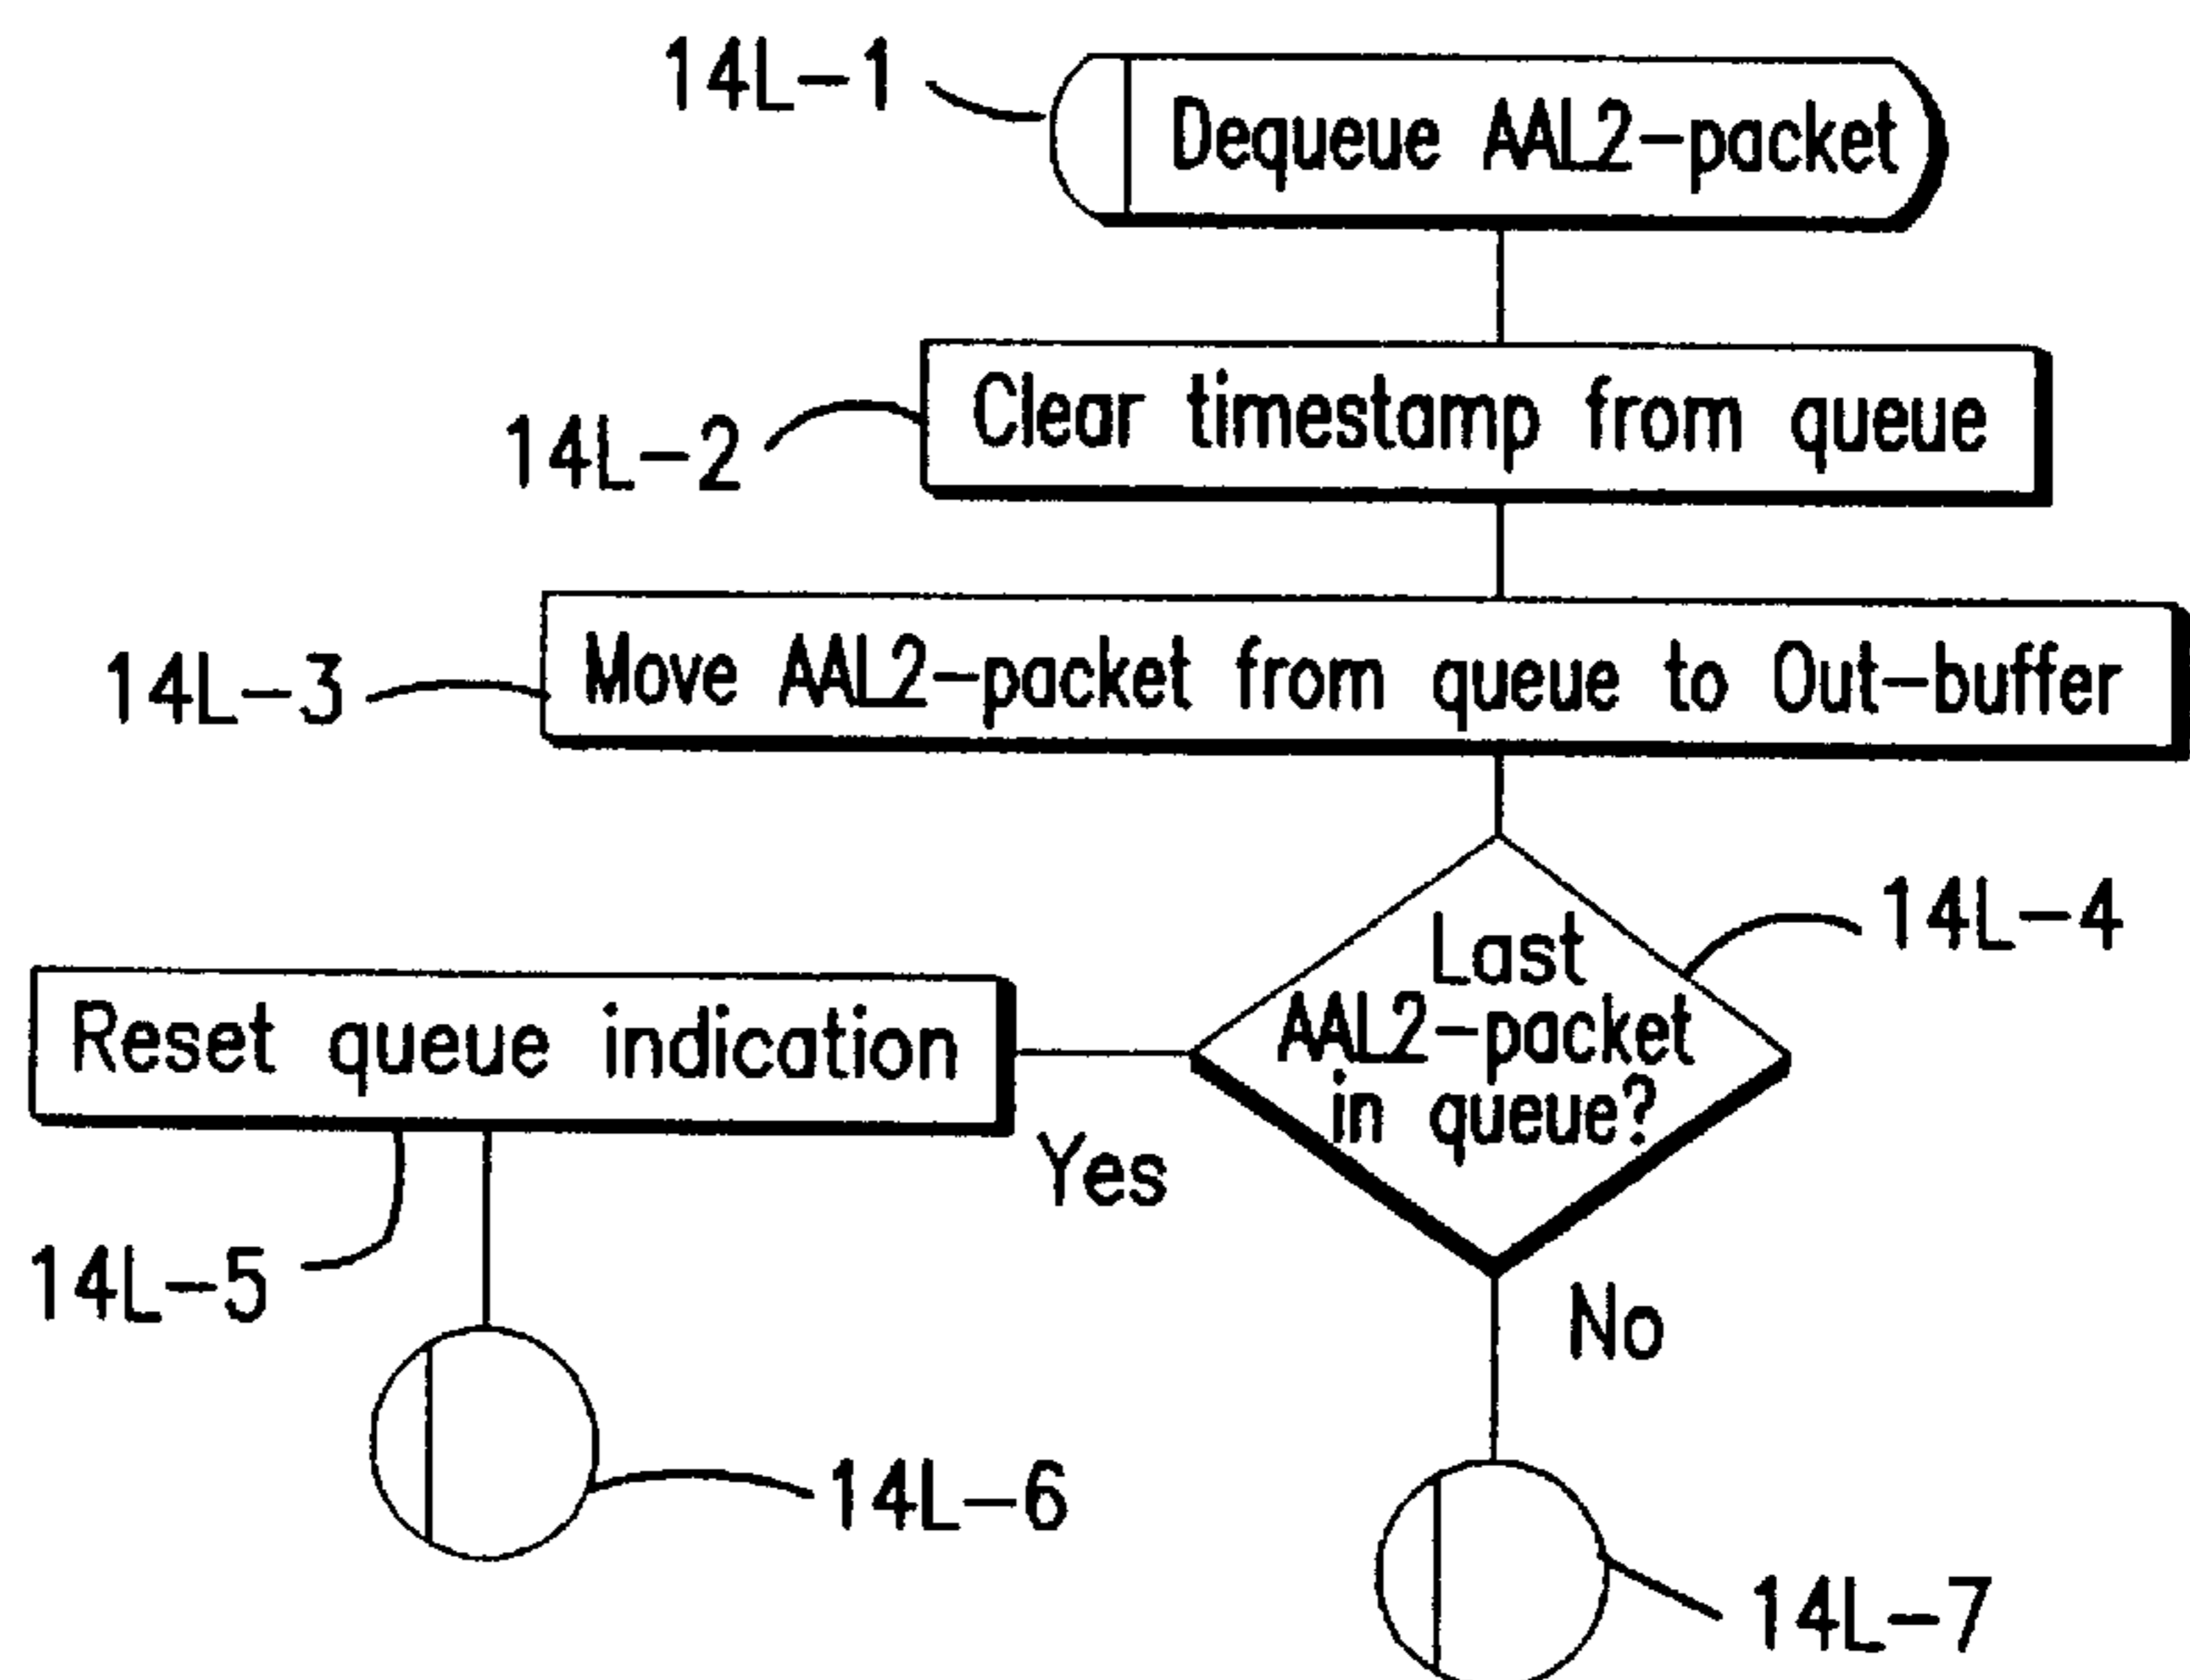 14L-1
Dequeue AAL2-packet
14L-2
Clear timestamp from queue
14L-3
Move AAL2-packet from queue to Out-buffer
Last
AAL2-packet
in queue?
14L-4
Reset queue indication
Yes
14L-5
No
14L-6
14L-7